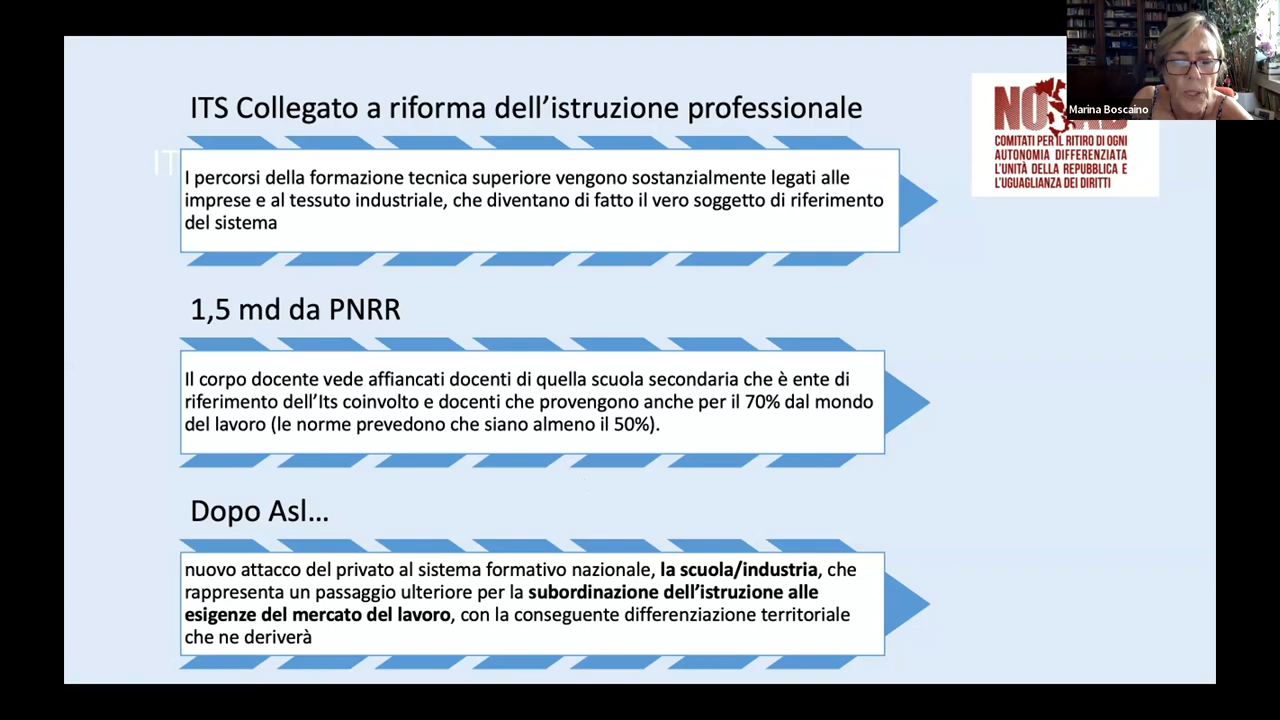 ITS Collegato a riforma dell’istruzione professionale
IT
I percorsi della formazione tecnica superiore vengono sostanzialmente legati alle
imprese e al tessuto industriale, che diventano di fatto il vero soggetto di riferimento
del sistema
1,5 md da PNRR
Il corpo docente vede affiancati docenti di quella scuola secondaria che è ente di
riferimento dell’Its coinvolto e docenti che provengono anche per il 70% dal mondo
del lavoro (le norme prevedono che siano almeno il 50%).
Dopo Asl…
nuovo attacco del privato al sistema formativo nazionale, la scuola/industria, che
rappresenta un passaggio ulteriore per la subordinazione dell’istruzione alle
esigenze del mercato del lavoro, con la conseguente differenziazione territoriale
che ne deriverà
Marina Boscaino
NO
COMITATI PER IL RITIRO DI OGNI
AUTONOMIA DIFFERENZIATA
L'UNITÀ DELLA REPUBBLICA E
L'UGUAGLIANZA DEI DIRITTI